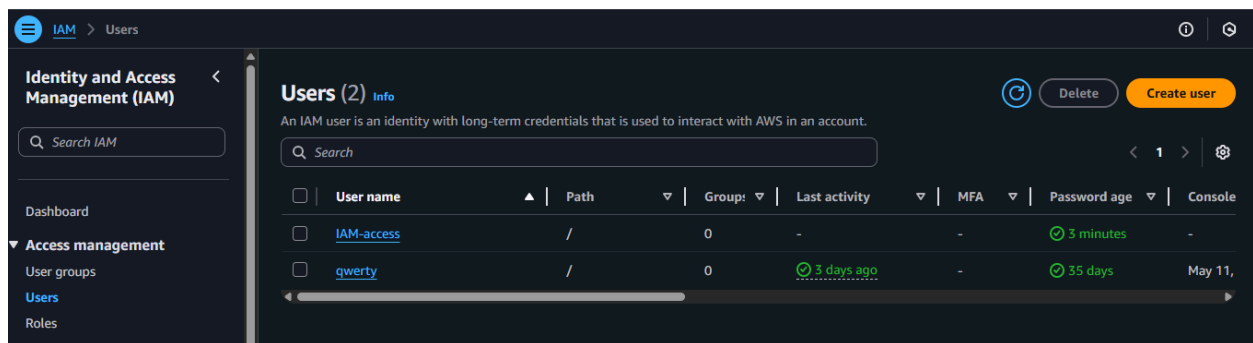 IAM > Users
Identity and Access
Management (IAM)
Search IAM
Dashboard
Access management
User groups
Users
Roles
Users (2) Info
Delete
Create user
An IAM user is an identity with long-term credentials that is used to interact with AWS in an account.
Search
1
User name Path Groups Last activity MFA Password age Console
IAM-access / 0 - - 3 minutes -
qwerty / 0 3 days ago - 35 days May 11,